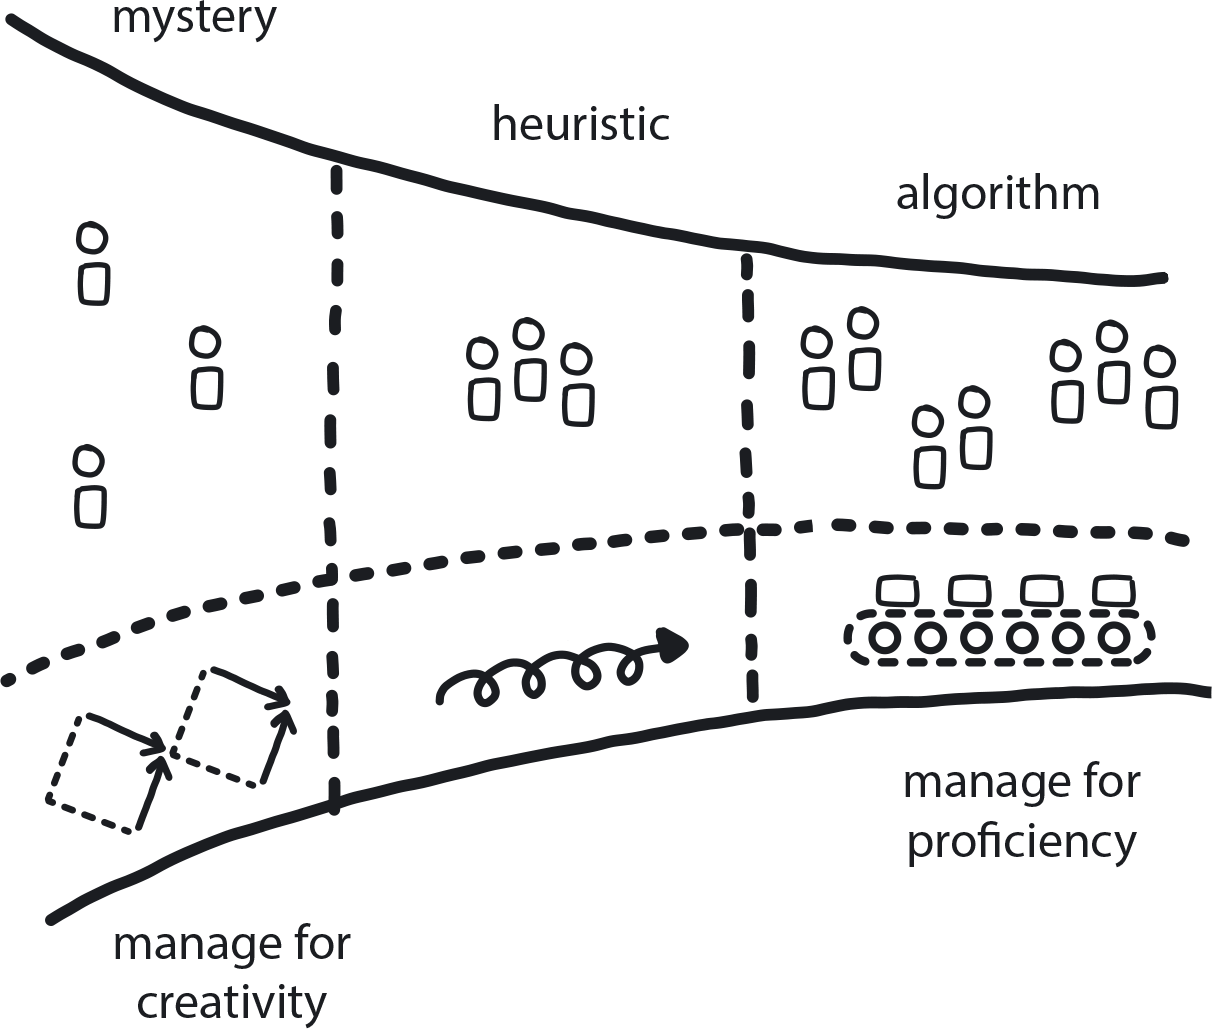 mystery
heuristic
algorithm
manage for
proficiency
manage for
creativity